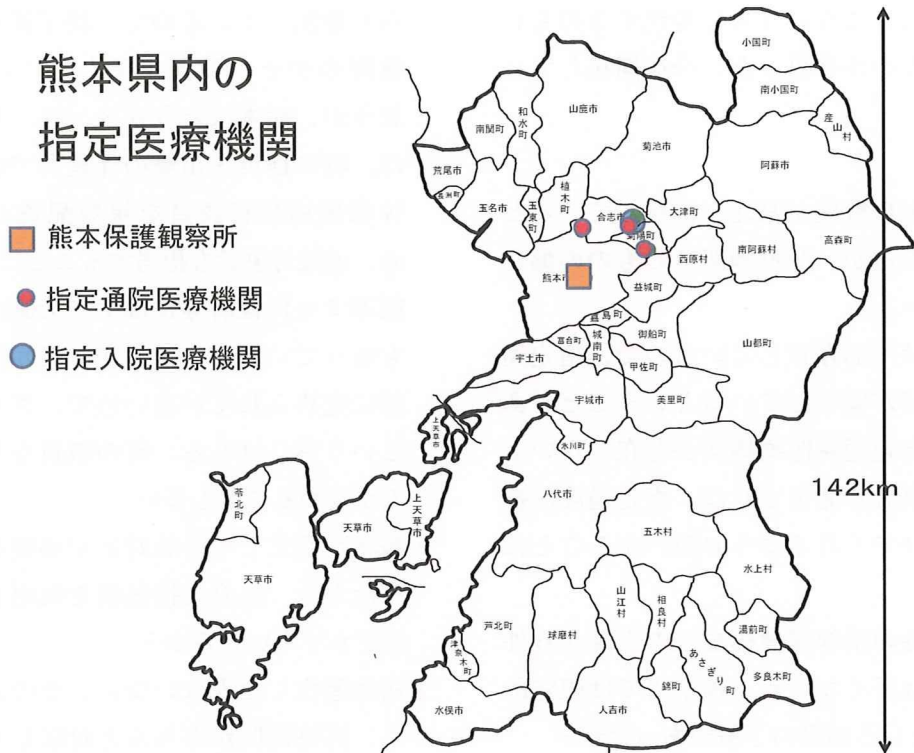 熊本県内の
指定医療機関
熊本保護観察所
指定通院医療機関
指定入院医療機関
小国町
南小国町
産山村
和水町
山鹿市
南関町
菊池市
阿蘇市
荒尾市
長洲町
玉名市
玉東町
植木町
合志市
大津町
菊陽町
熊本市
西原村
南阿蘇村
高森町
益城町
嘉島町
御船町
山都町
富合町
城南町
宇土市
甲佐町
宇城市
美里町
上天草市
氷川町
142km
八代市
苓北町
天草市
上天草市
五木村
天草市
水上村
山江村
相良村
芦北町
球磨村
湯前町
津奈木町
あさぎり町
多良木町
錦町
水俣市
人吉市